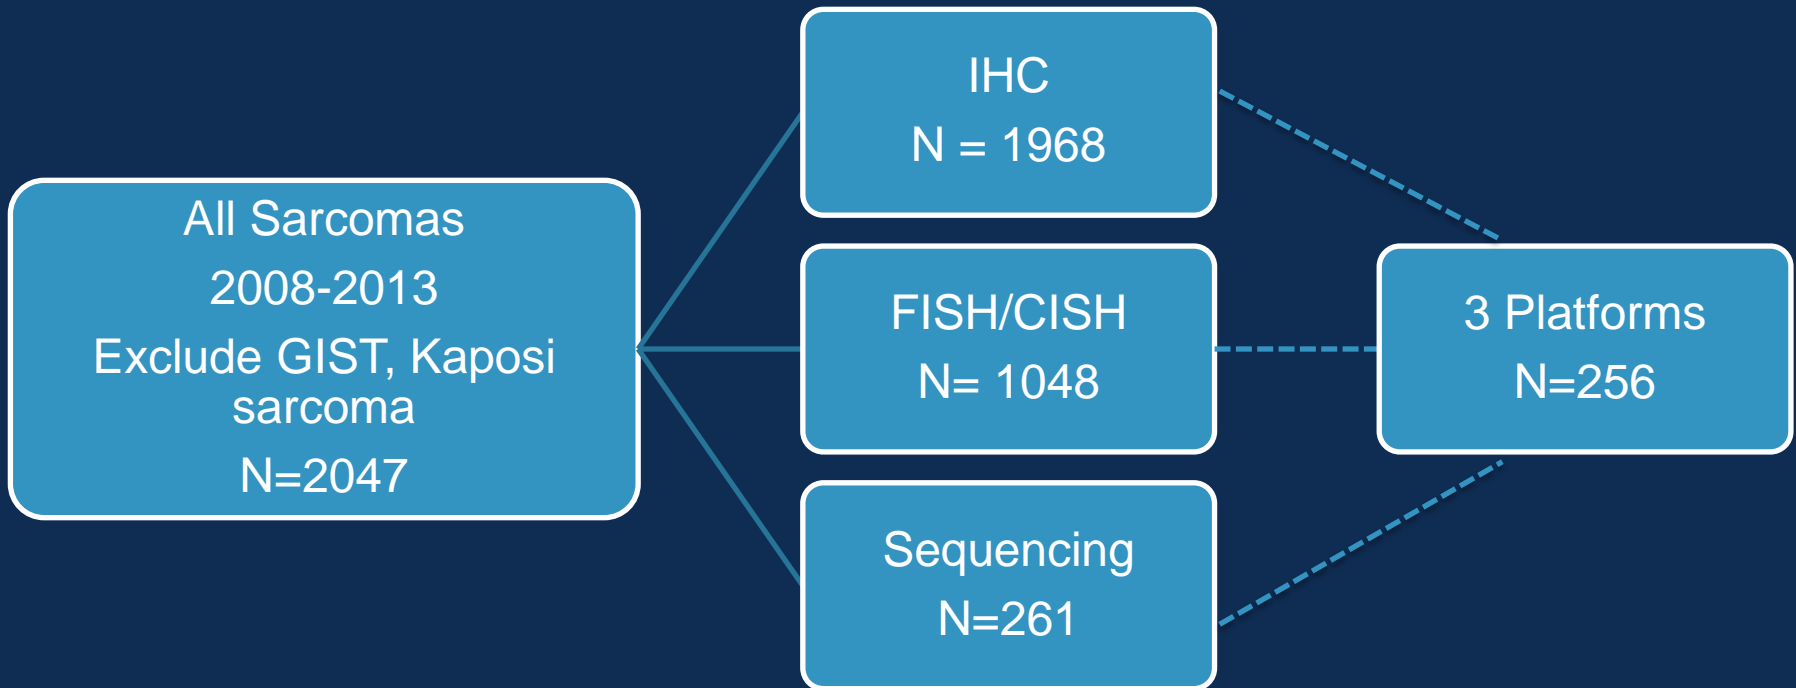 All Sarcomas
2008-2013
Exclude GIST, Kaposi
sarcoma
N=2047
IHC
N = 1968
FISH/CISH
N= 1048
Sequencing
N=261
3 Platforms
N=256